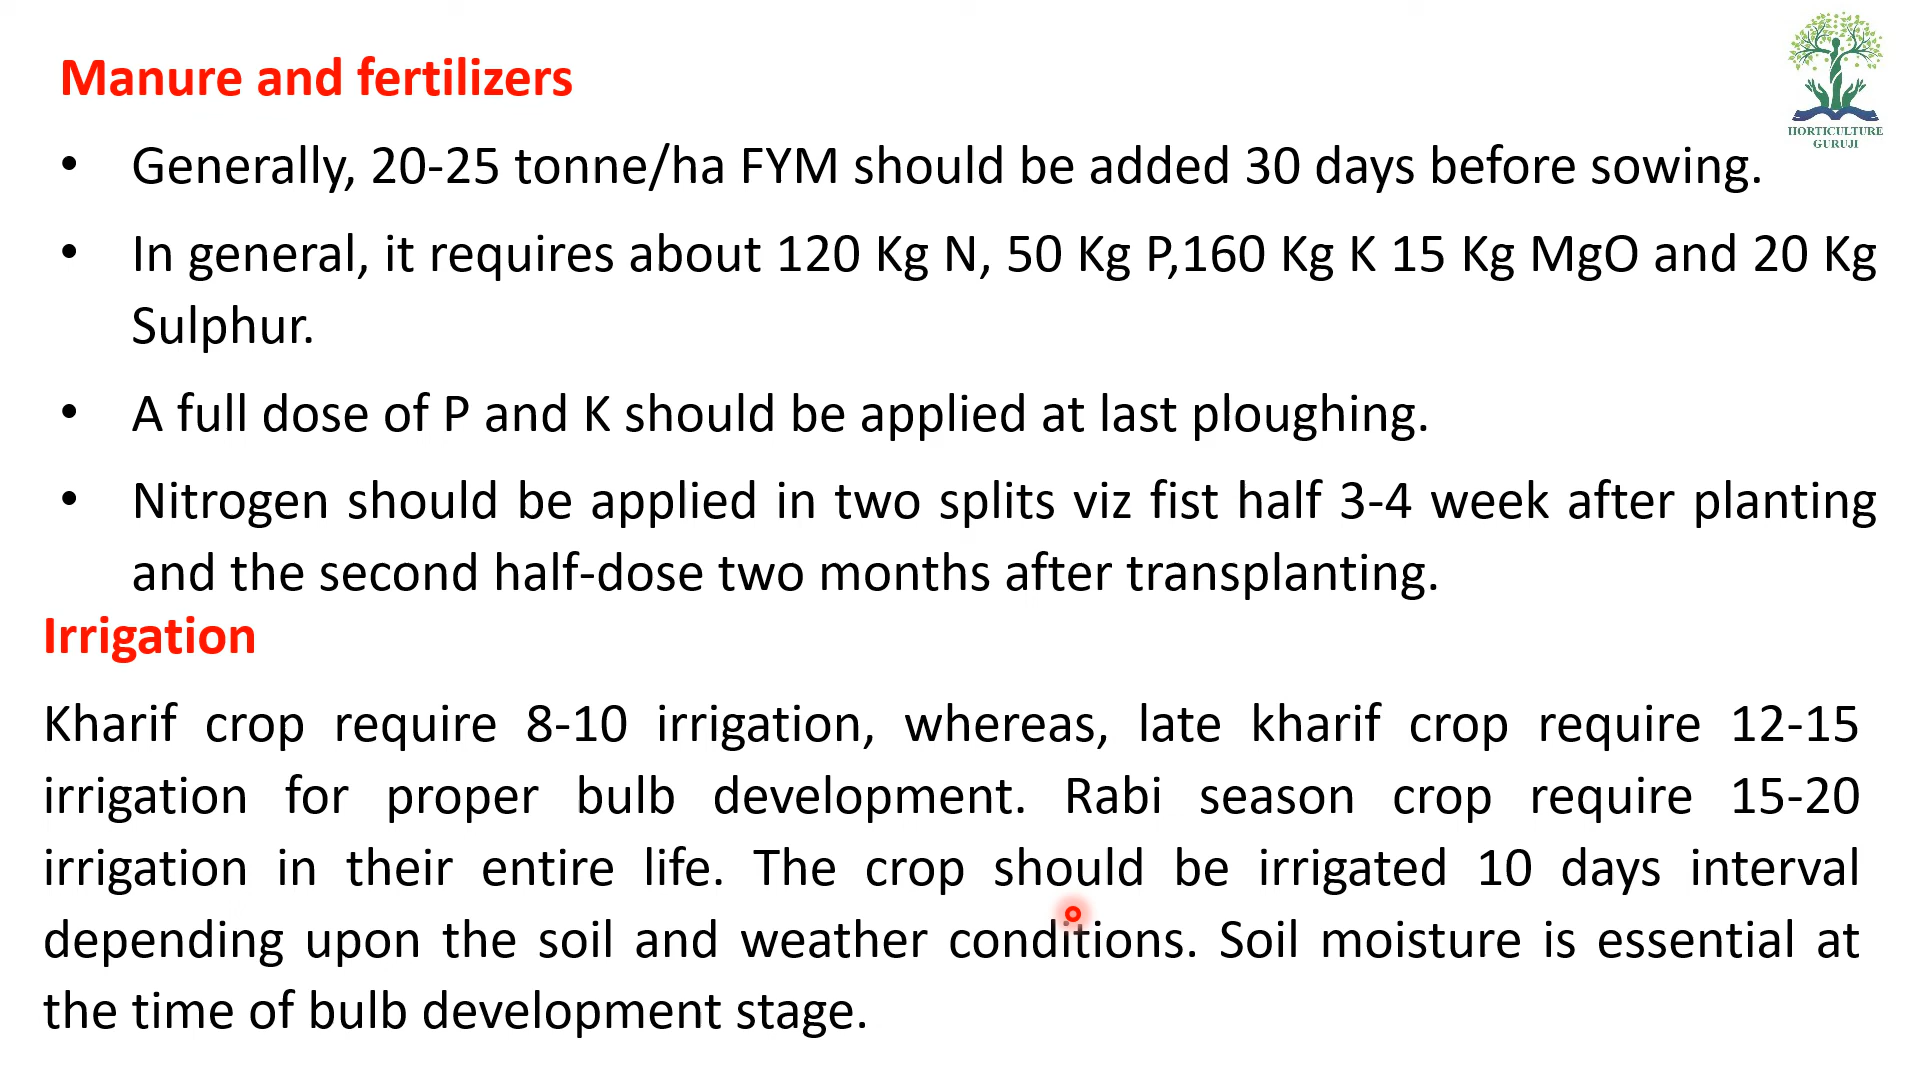 Manure and fertilizers
HORTICULTURE
GURUJI
• Generally, 20-25 tonne/ha FYM should be added 30 days before sowing.
• In general, it requires about 120 Kg N, 50 Kg P,160 Kg K 15 Kg MgO and 20 Kg
Sulphur.
• A full dose of P and K should be applied at last ploughing.
• Nitrogen should be applied in two splits viz fist half 3-4 week after planting
and the second half-dose two months after transplanting.
Irrigation
Kharif crop require 8-10 irrigation, whereas, late kharif crop require 12-15
irrigation for proper bulb development. Rabi season crop require 15-20
irrigation in their entire life. The crop should be irrigated 10 days interval
depending upon the soil and weather conditions. Soil moisture is essential at
the time of bulb development stage.